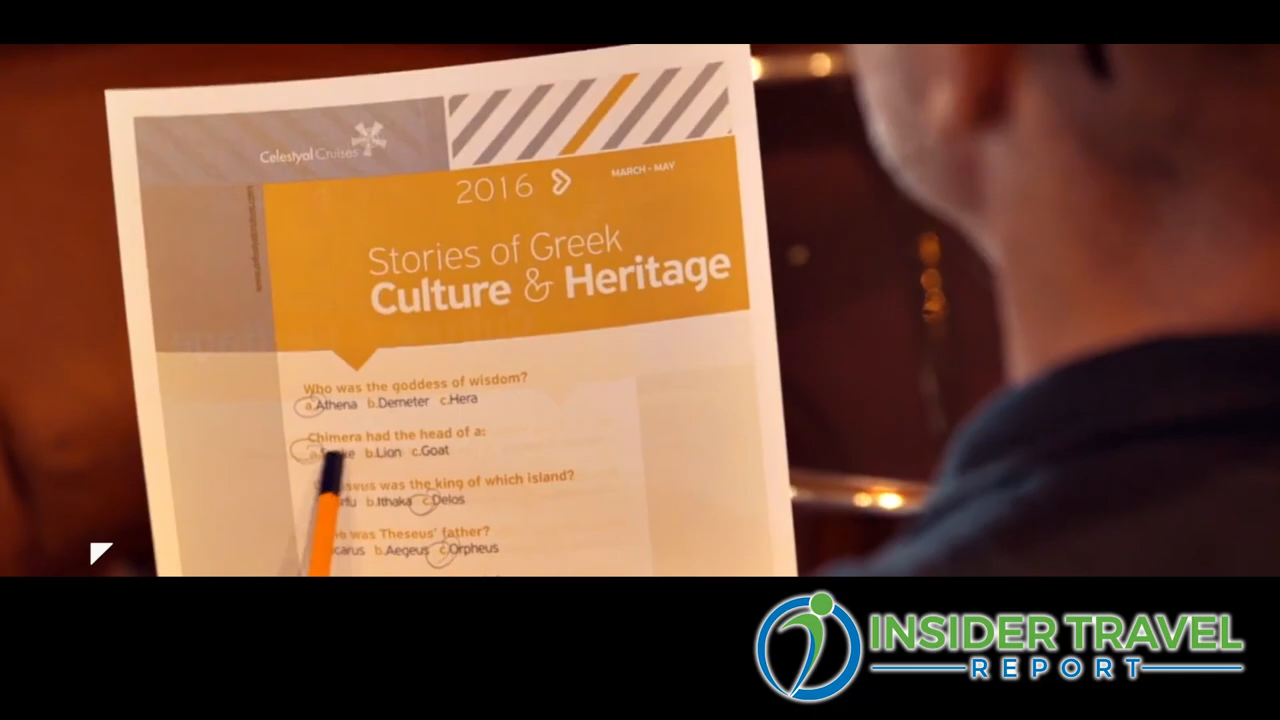 Celestyal Cruises
2016
MARCH - MAY
Stories of Greek
Culture & Heritage
Who was the goddess of wisdom?
a.Athena b.Demeter c.Hera
Chimera had the head of a:
b.Lion c.Goat
was the king of which island?
b.Ithaka c.Delos
was Theseus' father?
b.Aegeus c.Orpheus
INSIDER TRAVEL
REPORT